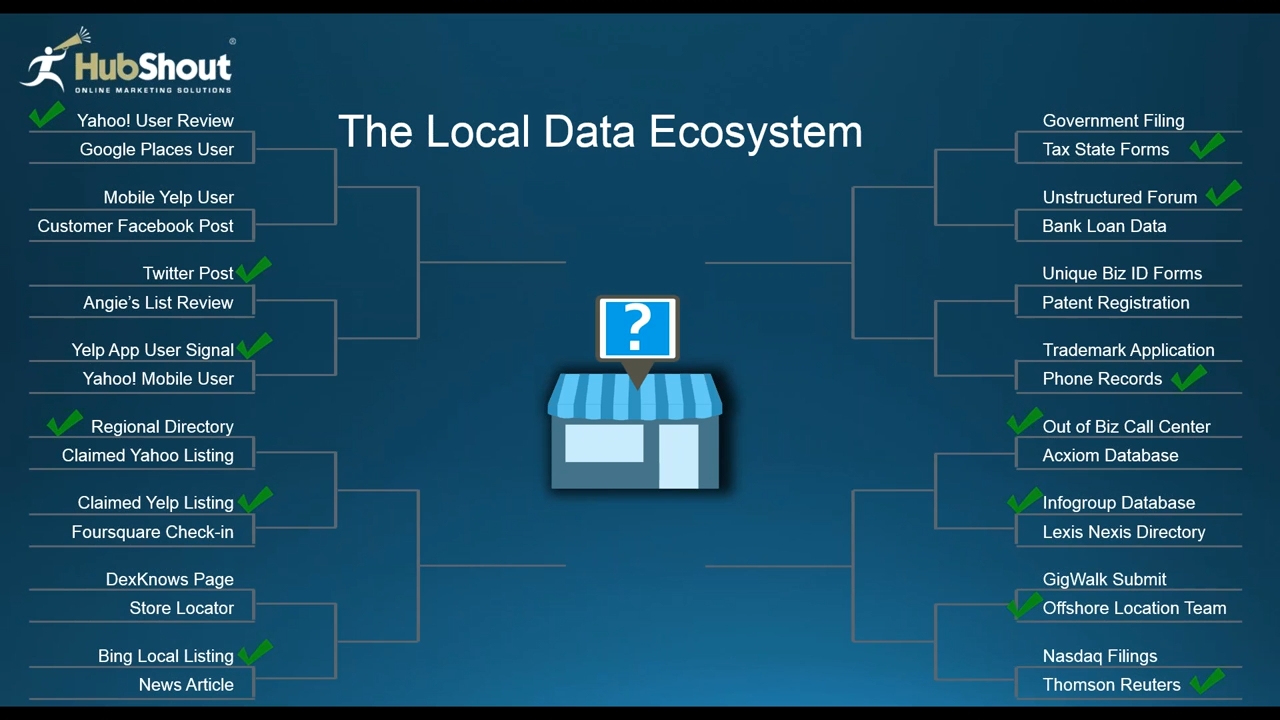 HubShout®
ONLINE MARKETING SOLUTIONS
The Local Data Ecosystem
Yahoo! User Review
Google Places User
Mobile Yelp User
Customer Facebook Post
Twitter Post
Angie's List Review
Yelp App User Signal
Yahoo! Mobile User
Regional Directory
Claimed Yahoo Listing
Claimed Yelp Listing
Foursquare Check-in
DexKnows Page
Store Locator
Bing Local Listing
News Article
?
Government Filing
Tax State Forms
Unstructured Forum
Bank Loan Data
Unique Biz ID Forms
Patent Registration
Trademark Application
Phone Records
Out of Biz Call Center
Acxiom Database
Infogroup Database
Lexis Nexis Directory
GigWalk Submit
Offshore Location Team
Nasdaq Filings
Thomson Reuters